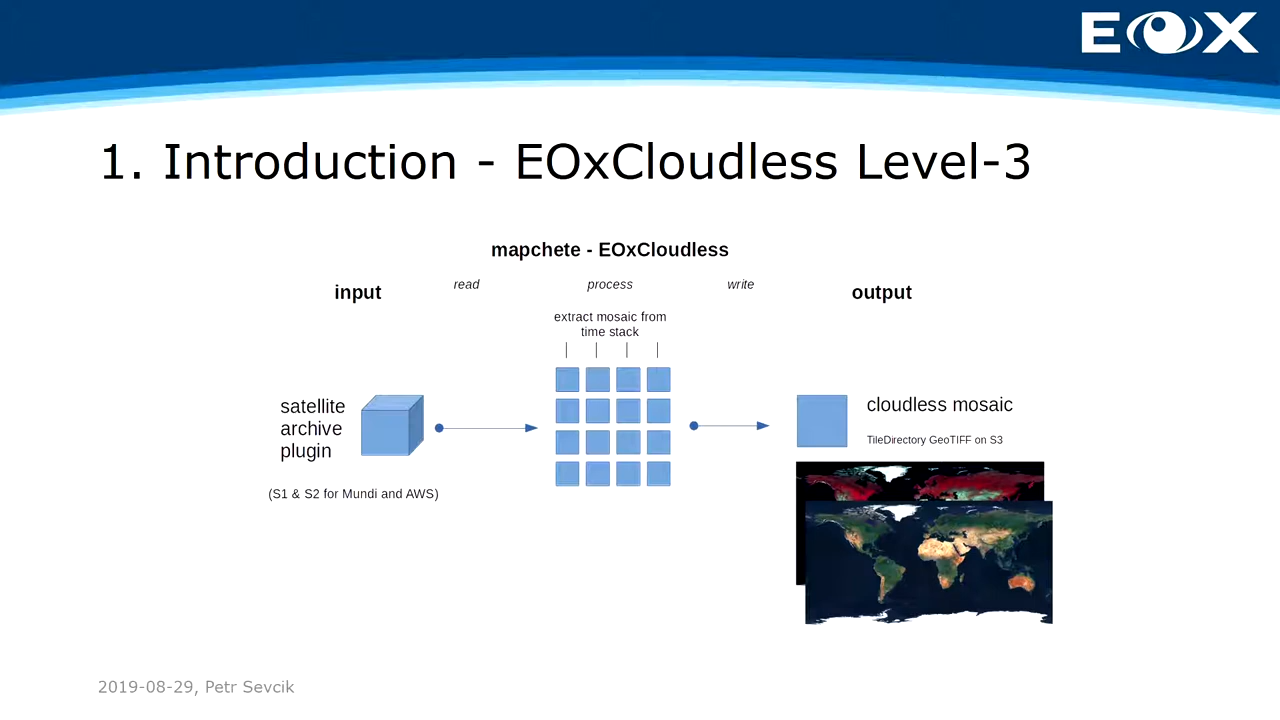 EOX
1. Introduction - EOxCloudless Level-3
mapchete - EOxCloudless
input
read
process
write
output
extract mosaic from
time stack
satellite
archive
plugin
(S1 & S2 for Mundi and AWS)
cloudless mosaic
TileDirectory GeoTIFF on S3
2019-08-29, Petr Sevcik